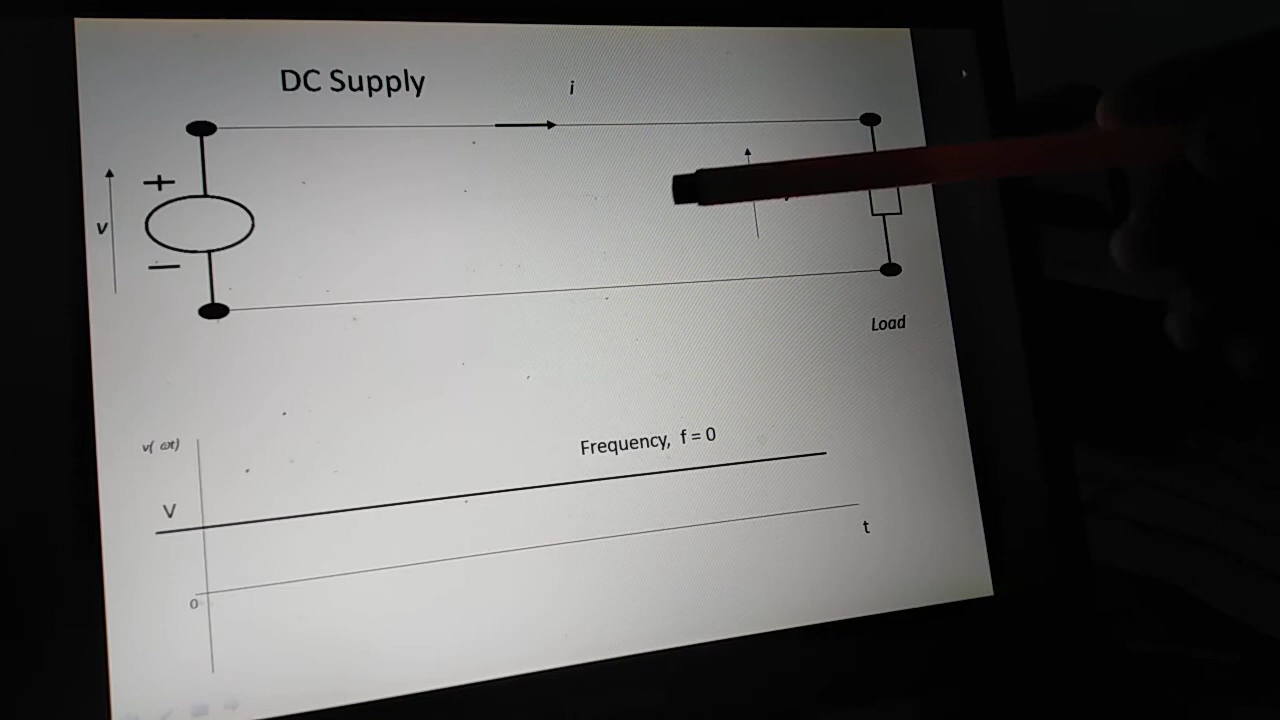 DC Supply
i
+
v
−
Load
v( ωt)
Frequency, f = 0
V
t
0